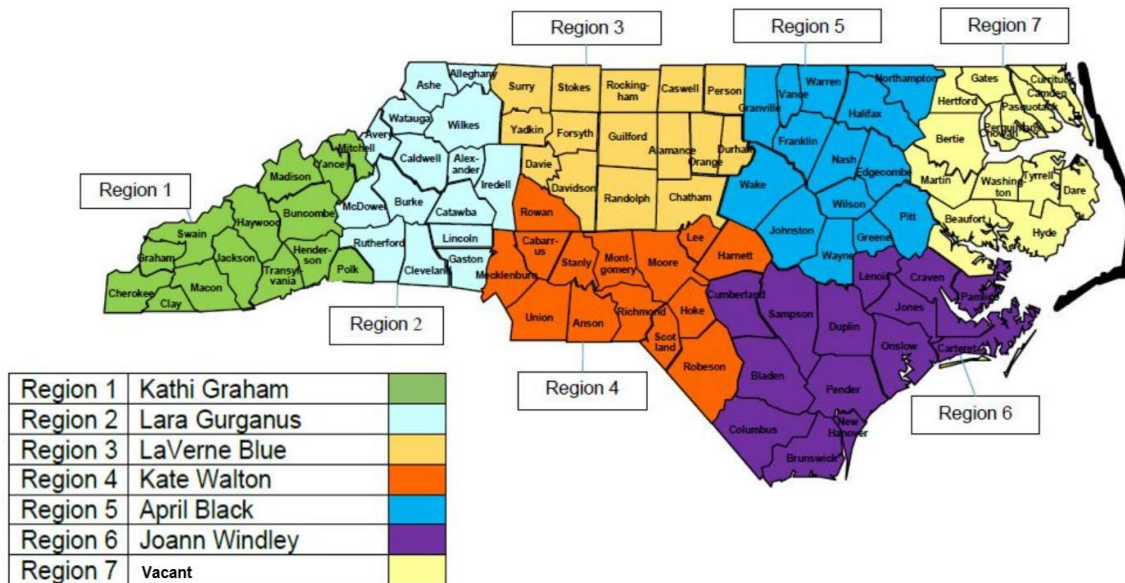 Region 3
Region 5
Region 7
Ashe
Alleghany
Surry
Stokes
Rocking-
ham
Caswell
Person
Granville
Vance
Warren
Northampton
Halifax
Gates
Hertford
Currituck
Camden
Pasquotack
Perquimans
Chowan
Watauga
Wilkes
Yadkin
Forsyth
Guilford
Alamance
Orange
Durham
Franklin
Nash
Edgecombe
Bertie
Martin
Washing-
ton
Tyrrell
Dare
Avery
Mitchell
Yancey
Caldwell
Alex-
ander
Iredell
Davie
Davidson
Randolph
Chatham
Wake
Wilson
Pitt
Beaufort
Hyde
Region 1
Madison
Buncombe
McDowel
Burke
Catawba
Rowan
Johnston
Greene
Wayne
Swain
Haywood
Graham
Jackson
Hender-
son
Rutherford
Lincoln
Cleveland
Gaston
Cabarr-
us
Mecklenburg
Stanly
Mont-
gomery
Moore
Lee
Harnett
Lenoir
Craven
Pamlico
Cherokee
Clay
Macon
Transyl-
vania
Polk
Union
Anson
Richmond
Hoke
Scot
land
Cumberland
Sampson
Duplin
Jones
Onslow
Carteret
Region 2
Region 4
Robeson
Bladen
Pender
Region 6
Columbus
New
Hanover
Brunswick
Region 1 Kathi Graham
Region 2 Lara Gurganus
Region 3 LaVerne Blue
Region 4 Kate Walton
Region 5 April Black
Region 6 Joann Windley
Region 7 Vacant